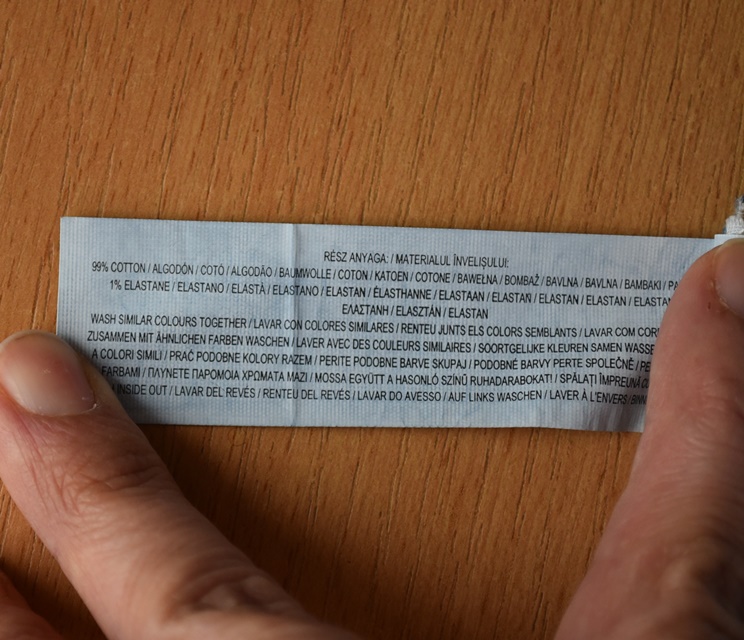 RÉSZ ANYAGA: / MATERIALUL ÎNVELIȘULUI:
99% COTTON / ALGODÓN / COTÓ / ALGODÃO / BAUMWOLLE / COTON / KATOEN / COTONE / BAWEŁNA / BOMBAŽ / BAVLNA / BAVLNA / BAMBAKI /
1% ELASTANE / ELASTANO / ELASTÀ / ELASTANO / ELASTAN / ÉLASTHANNE / ELASTAAN / ELASTAN / ELASTAN / ELASTAN / ELASTAN
ΕΛΑΣΤΑΝΗ / ELASZTÁN / ELASTAN
WASH SIMILAR COLOURS TOGETHER / LAVAR CON COLORES SIMILARES / RENTEU JUNTS ELS COLORS SEMBLANTS / LAVAR COM
ZUSAMMEN MIT ÄHNLICHEN FARBEN WASCHEN / LAVER AVEC DES COULEURS SIMILAIRES / SOORTGELIJKE KLEUREN SAMEN
A COLORI SIMILI / PRAĆ PODOBNE KOLORY RAZEM / PERITE PODOBNE BARVE SKUPAJ / PODOBNÉ BARVY PERTE SPOLEČNĚ /
FARBAMI / ΠΛΥΝΕΤΕ ΠΑΡΟΜΟΙΑ ΧΡΩΜΑΤΑ ΜΑΖΙ / MOSSA EGYÜTT A HASONLÓ SZÍNŰ RUHADARABOKAT! / SPĂLAȚI ÎMPREUNĂ
INSIDE OUT / LAVAR DEL REVÉS / RENTEU DEL REVÉS / LAVAR DO AVESSO / AUF LINKS WASCHEN / LAVER À L'ENVERS /